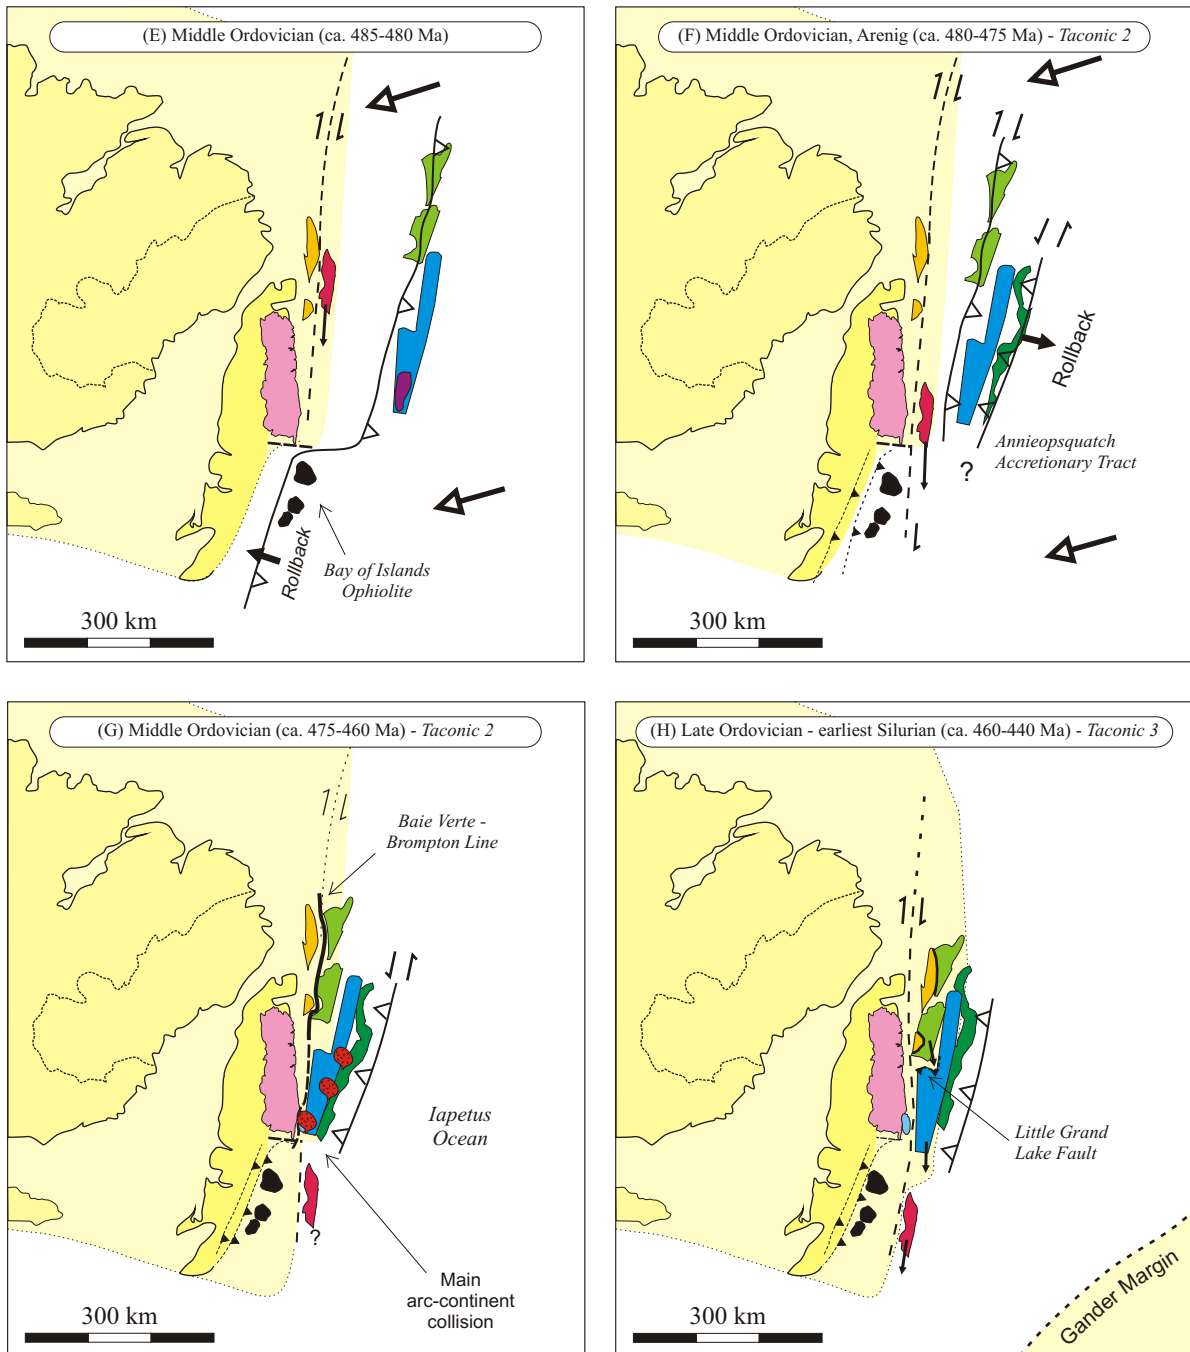 (E) Middle Ordovician (ca. 485-480 Ma)
Rollback
Bay of Islands
Ophiolite
300 km
(F) Middle Ordovician, Arenig (ca. 480-475 Ma) - Taconic 2
Rollback
Annieopsquatch
Accretionary Tract
?
300 km
(G) Middle Ordovician (ca. 475-460 Ma) - Taconic 2
Baie Verte -
Brompton Line
Iapetus
Ocean
?
Main
arc-continent
collision
300 km
(H) Late Ordovician - earliest Silurian (ca. 460-440 Ma) - Taconic 3
Little Grand
Lake Fault
Gander Margin
300 km